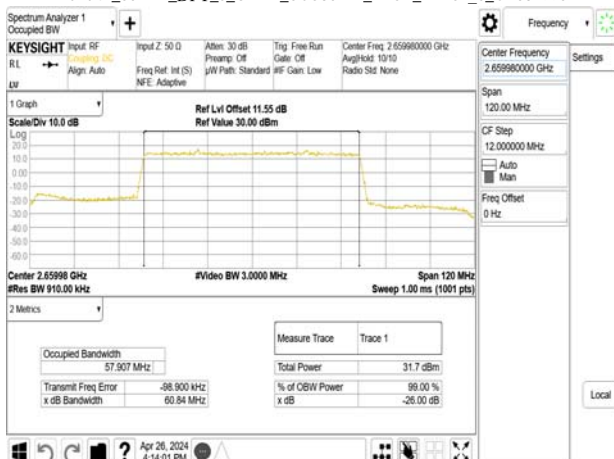 Spectrum Analyzer 1
Occupied BW
Frequency
KEYSIGHT
RL
Input: RF
Coupling: DC
Align: Auto
Input Z: 50 Ω
Freq Ref: Int (S)
NFE: Adaptive
Atten: 30 dB
Preamp: Off
µW Path: Standard
Trig: Free Run
Gate: Off
#IF Gain: Low
Center Freq: 2.659980000 GHz
Avg|Hold: 10/10
Radio Std: None
Center Frequency
2.659980000 GHz
Settings
Span
120.00 MHz
CF Step
12.000000 MHz
Auto
Man
Freq Offset
0 Hz
Local
1 Graph
Scale/Div 10.0 dB
Ref Lvl Offset 11.55 dB
Ref Value 30.00 dBm
Log
20.0
10.0
0.00
-10.0
-20.0
-30.0
-40.0
-50.0
-60.0
Center 2.65998 GHz
#Video BW 3.0000 MHz
Span 120 MHz
#Res BW 910.00 kHz
Sweep 1.00 ms (1001 pts)
2 Metrics
Measure Trace
Trace 1
Occupied Bandwidth
57.907 MHz
Total Power
31.7 dBm
Transmit Freq Error
-98.900 kHz
% of OBW Power
99.00 %
x dB Bandwidth
60.84 MHz
x dB
-26.00 dB
?
Apr 26, 2024
4:14:01 PM